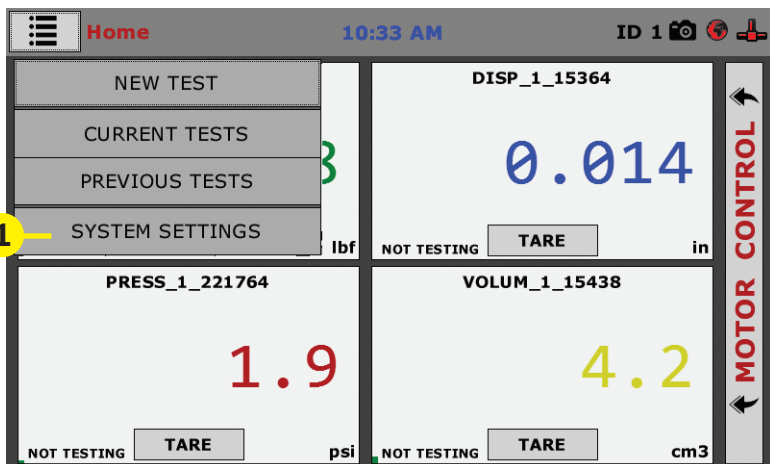 Home
10:33 AM
ID 1
NEW TEST
CURRENT TESTS
PREVIOUS TESTS
SYSTEM SETTINGS
1
lbf
DISP_1_15364
0.014
NOT TESTING
TARE
in
PRESS_1_221764
1.9
NOT TESTING
TARE
psi
VOLUM_1_15438
4.2
NOT TESTING
TARE
cm3
MOTOR CONTROL